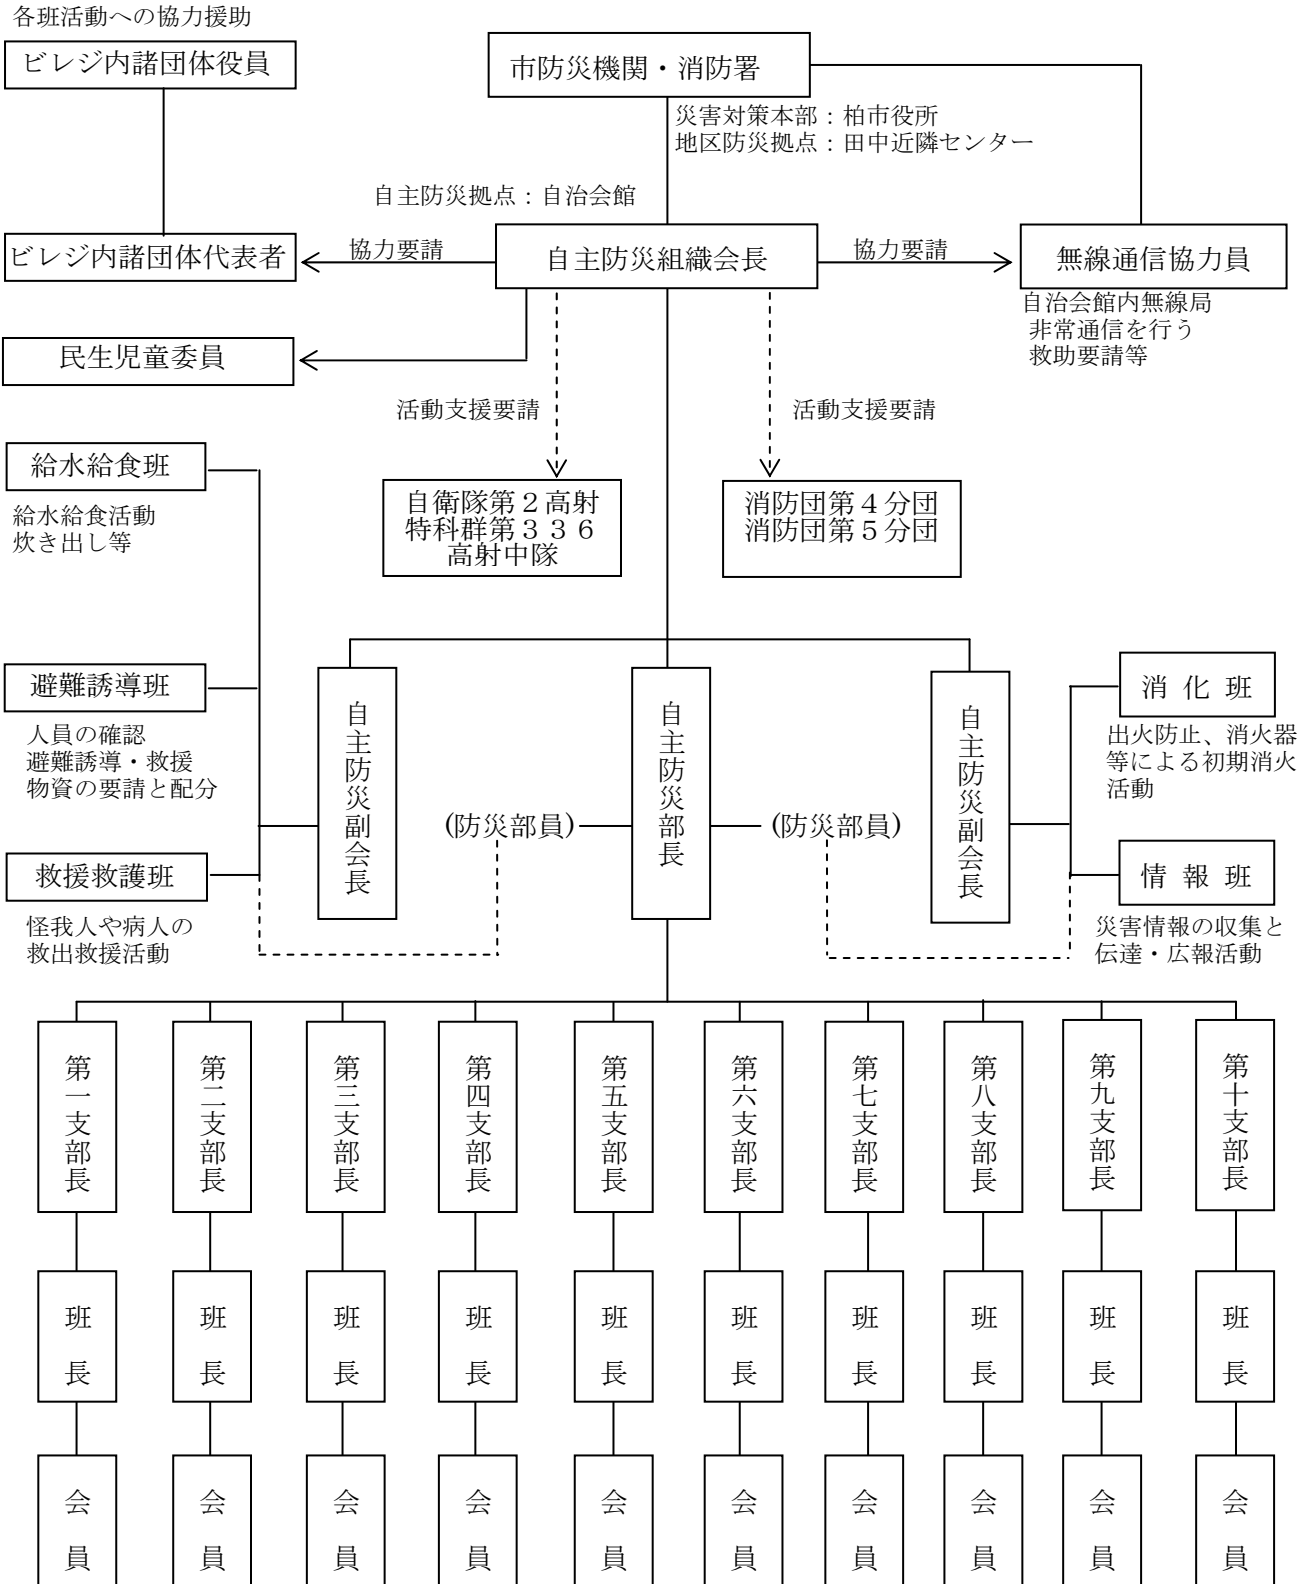 各班活動への協力援助
ビレジ内諸団体役員
市防災機関・消防署
災害対策本部：柏市役所
地区防災拠点：田中近隣センター
自主防災拠点：自治会館
ビレジ内諸団体代表者
協力要請
自主防災組織会長
協力要請
無線通信協力員
自治会館内無線局
非常通信を行う
救助要請等
民生児童委員
活動支援要請
活動支援要請
給水給食班
給水給食活動
炊き出し等
自衛隊第２高射
特科群第３３６
高射中隊
消防団第４分団
消防団第５分団
避難誘導班
人員の確認
避難誘導・救援
物資の要請と配分
救援救護班
怪我人や病人の
救出救援活動
自主防災副会長
(防災部員)
自主防災部長
(防災部員)
自主防災副会長
消 化 班
出火防止、消火器
等による初期消火
活動
情 報 班
災害情報の収集と
伝達・広報活動
第一支部長
第二支部長
第三支部長
第四支部長
第五支部長
第六支部長
第七支部長
第八支部長
第九支部長
第十支部長
班長
班長
班長
班長
班長
班長
班長
班長
班長
班長
会員
会員
会員
会員
会員
会員
会員
会員
会員
会員